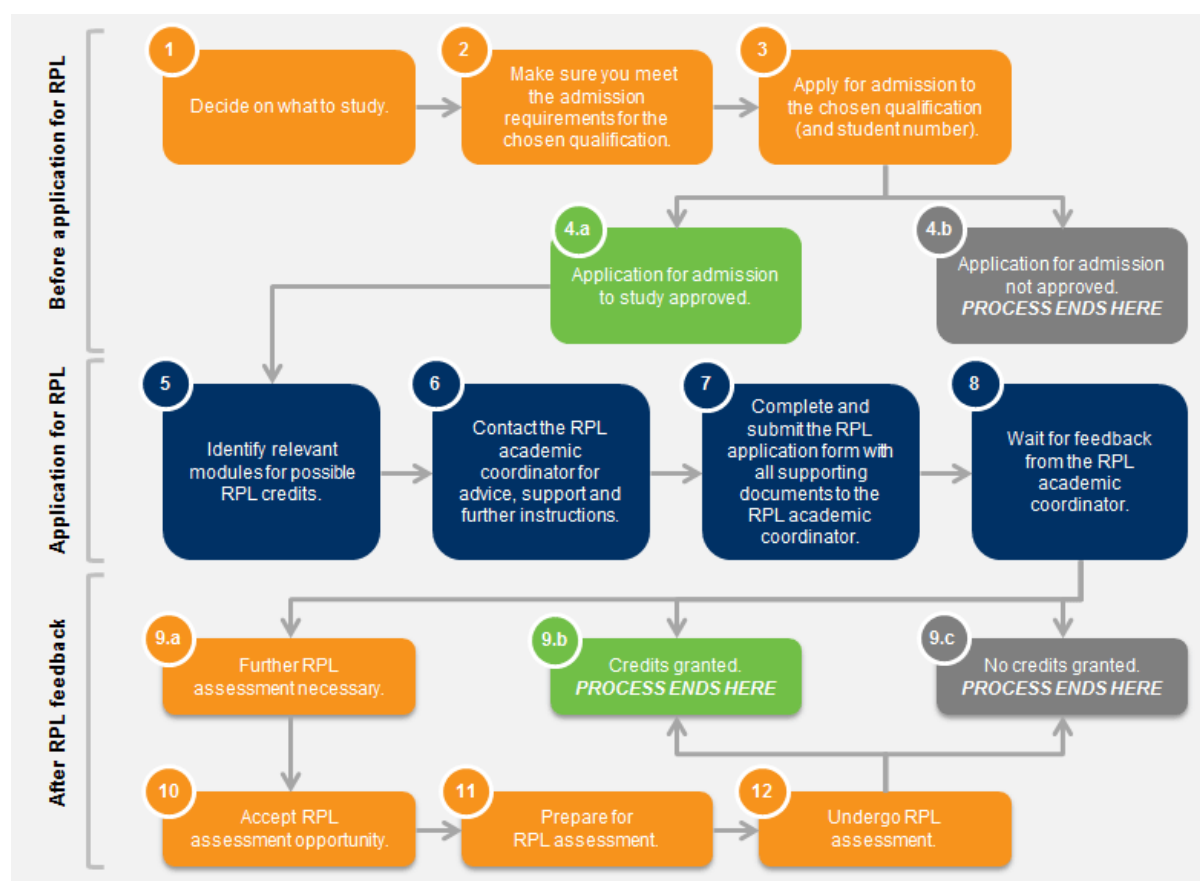 Before application for RPL
1
Decide on what to study.
2
Make sure you meet
the admission
requirements for the
chosen qualification.
3
Apply for admission to
the chosen qualification
(and student number).
4.a
Application for admission
to study approved.
4.b
Application for admission
not approved.
PROCESS ENDS HERE
Application for RPL
5
Identify relevant
modules for possible
RPL credits.
6
Contact the RPL
academic
coordinator for
advice, support and
further instructions.
7
Complete and
submit the RPL
application form with
all supporting
documents to the
RPL academic
coordinator.
8
Wait for feedback
from the RPL
academic
coordinator.
After RPL feedback
9.a
Further RPL
assessment necessary.
9.b
Credits granted.
PROCESS ENDS HERE
9.c
No credits granted.
PROCESS ENDS HERE
10
Accept RPL
assessment opportunity.
11
Prepare for
RPL assessment.
12
Undergo RPL
assessment.